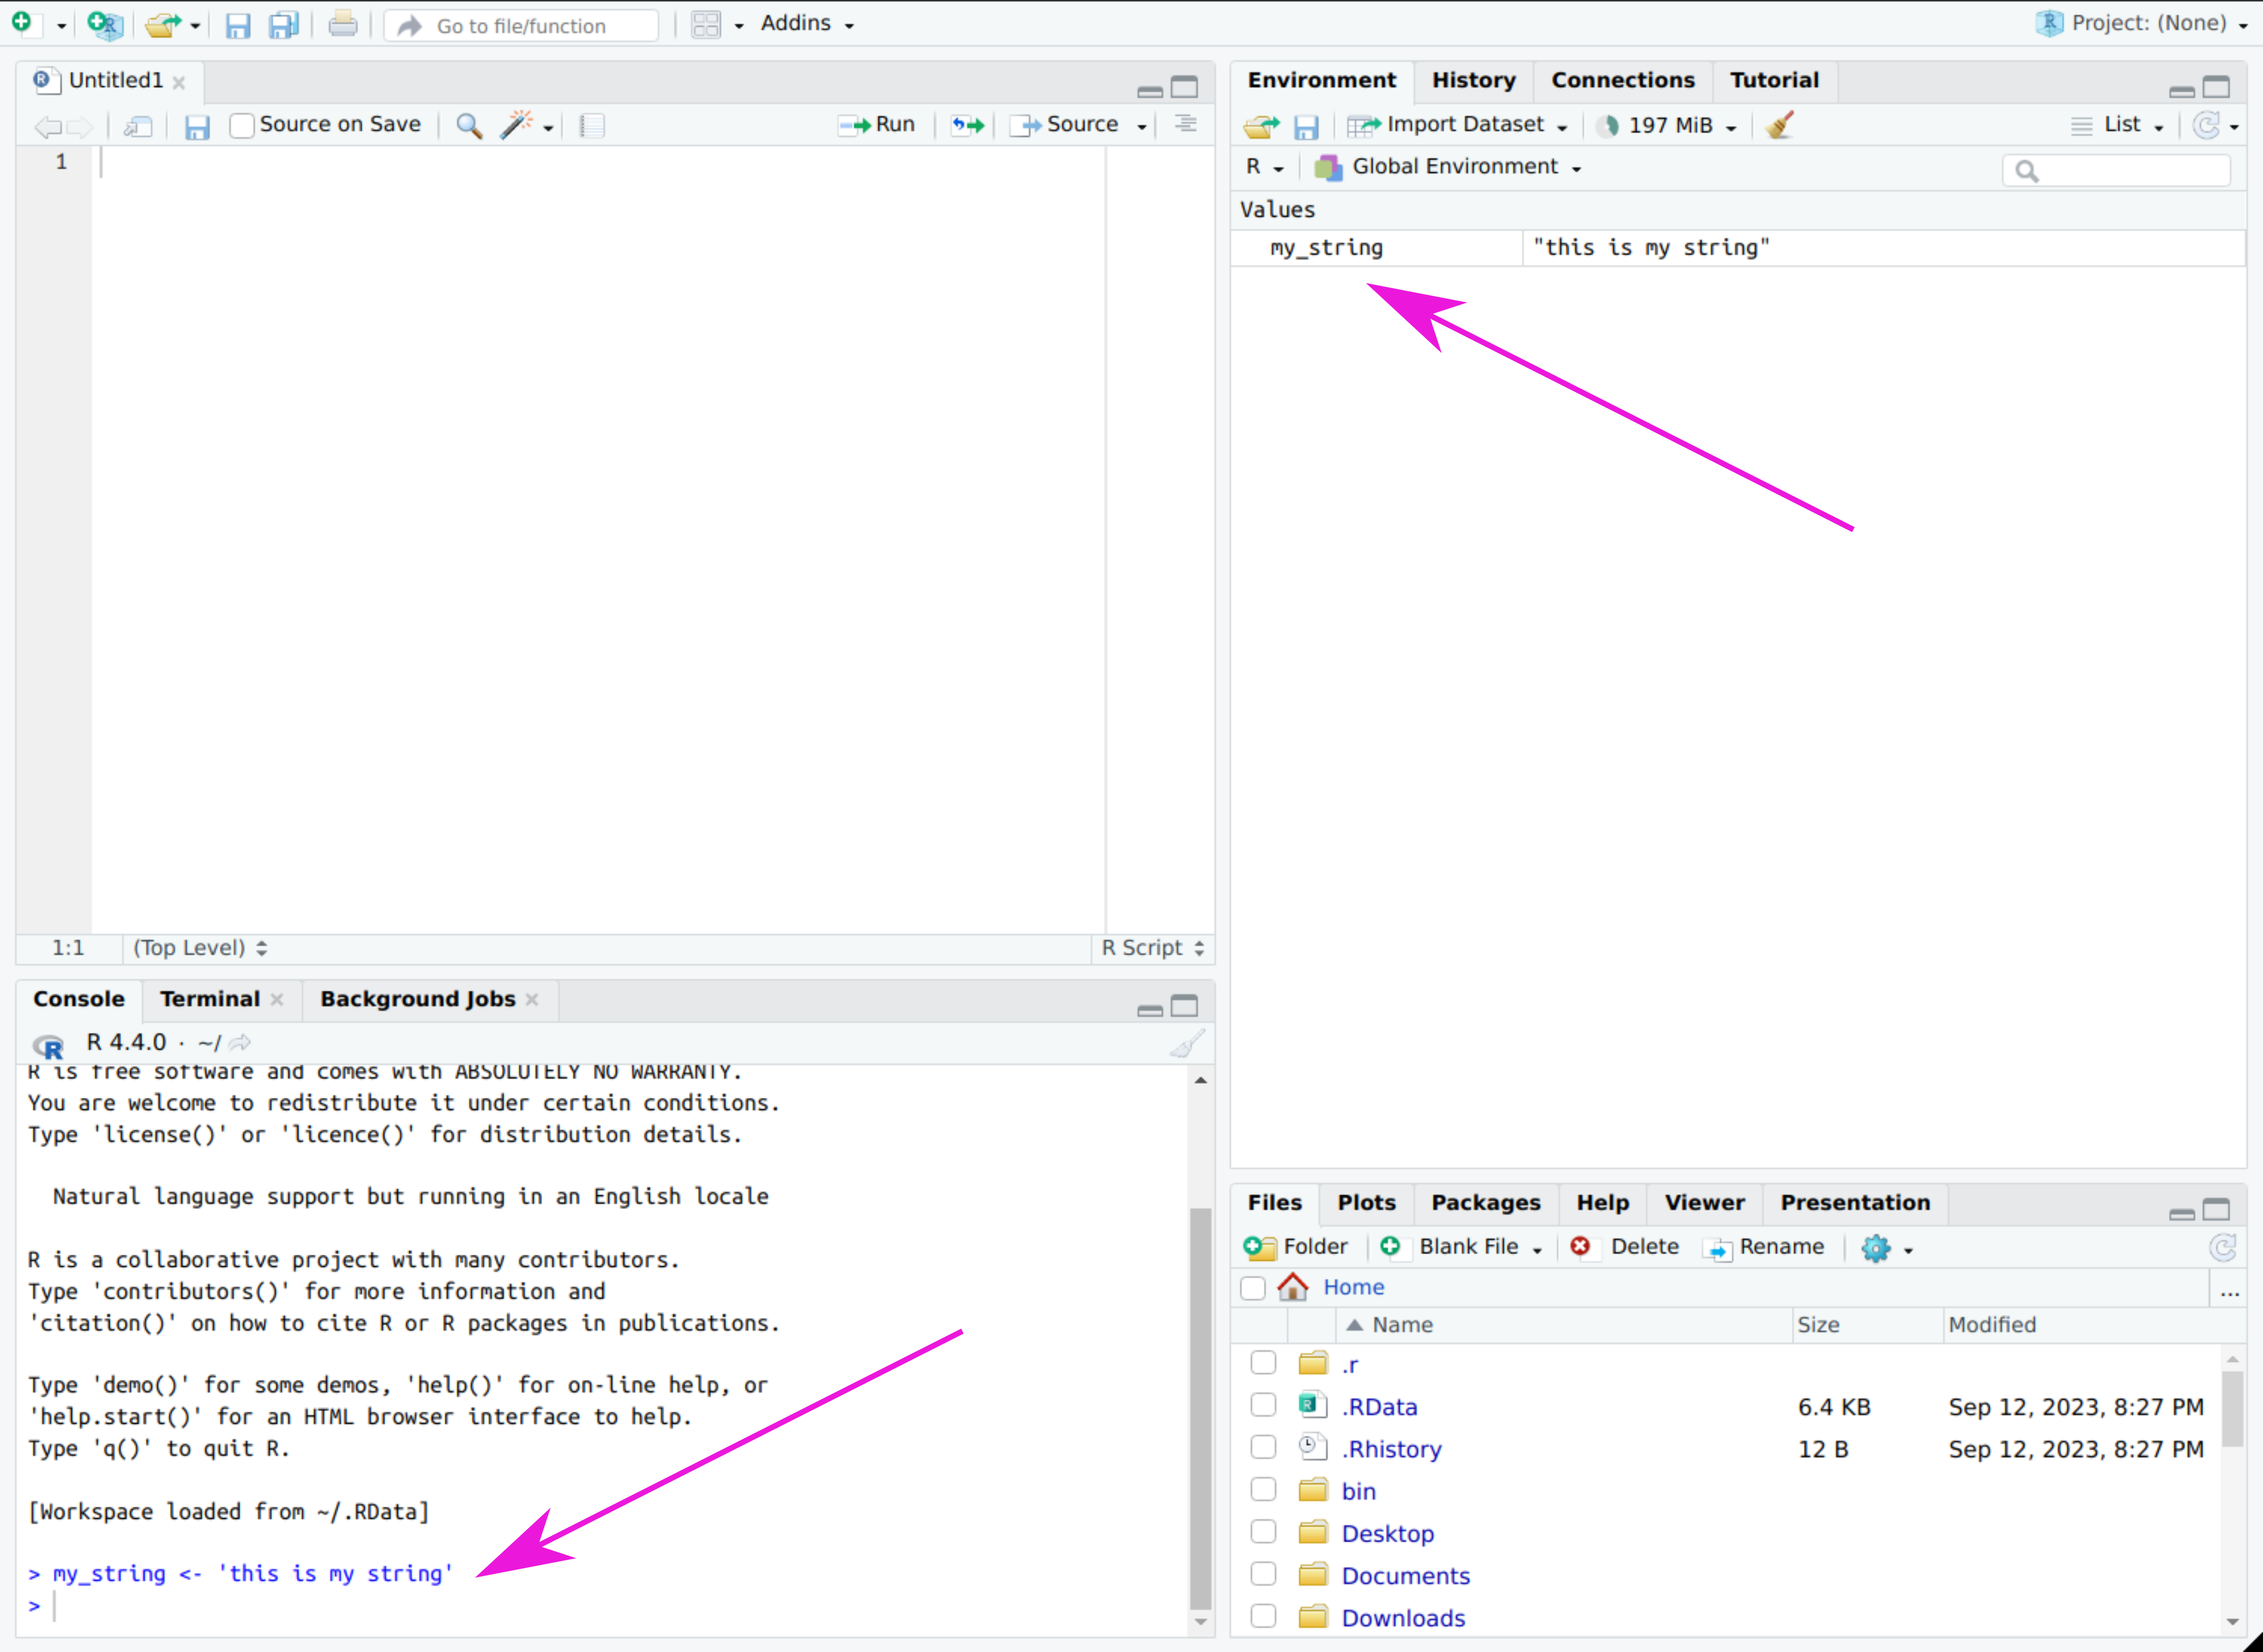 Go to file/function Addins Project: (None)
Untitled1
Source on Save Run Source
1
1:1 (Top Level) R Script
Console Terminal Background Jobs
R 4.4.0 · ~/
R is free software and comes with ABSOLUTELY NO WARRANTY.
You are welcome to redistribute it under certain conditions.
Type 'license()' or 'licence()' for distribution details.
Natural language support but running in an English locale
R is a collaborative project with many contributors.
Type 'contributors()' for more information and
'citation()' on how to cite R or R packages in publications.
Type 'demo()' for some demos, 'help()' for on-line help, or
'help.start()' for an HTML browser interface to help.
Type 'q()' to quit R.
[Workspace loaded from ~/.RData]
> my_string <- 'this is my string'
>
Environment History Connections Tutorial
Import Dataset 197 MiB List
R Global Environment
Values
my_string "this is my string"
Files Plots Packages Help Viewer Presentation
Folder Blank File Delete Rename
Home ...
Name Size Modified
.r
.RData 6.4 KB Sep 12, 2023, 8:27 PM
.Rhistory 12 B Sep 12, 2023, 8:27 PM
bin
Desktop
Documents
Downloads